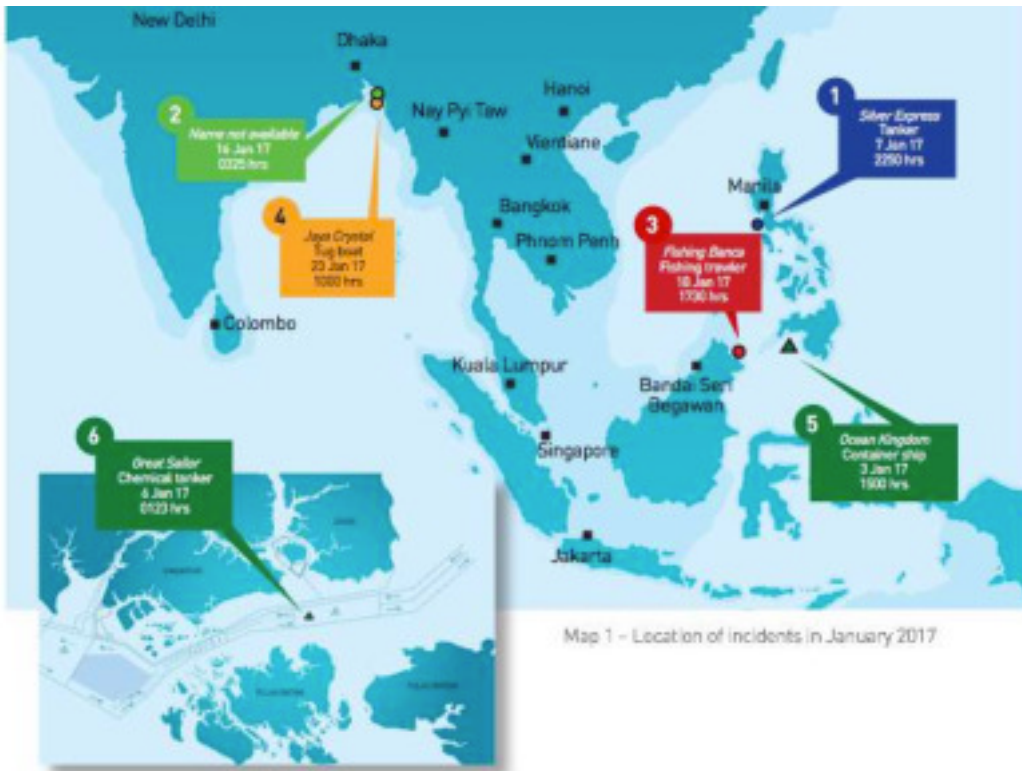 New Delhi
Dhaka
Hanoi
Nay Pyi Taw
Vientiane
2
Name not available
16 Jan 17
0325 hrs
1
Silver Express
Tanker
7 Jan 17
2250 hrs
Manila
Bangkok
4
Jaya Crystal
Tug boat
23 Jan 17
1000 hrs
3
Fishing Banca
Fishing trawler
18 Jan 17
1730 hrs
Phnom Penh
Colombo
Kuala Lumpur
Bandai Seri
Begawan
Singapore
5
Ocean Kingdom
Container ship
3 Jan 17
1500 hrs
6
Great Sailor
Chemical tanker
6 Jan 17
0123 hrs
Jakarta
Map 1 – Location of incidents in January 2017